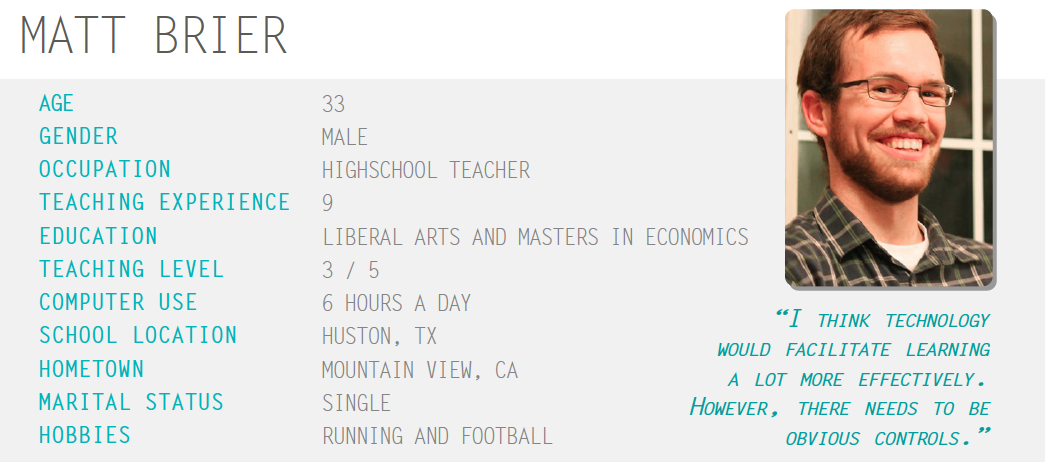 MATT BRIER
AGE 33
GENDER MALE
OCCUPATION HIGHSCHOOL TEACHER
TEACHING EXPERIENCE 9
EDUCATION LIBERAL ARTS AND MASTERS IN ECONOMICS
TEACHING LEVEL 3 / 5
COMPUTER USE 6 HOURS A DAY
SCHOOL LOCATION HUSTON, TX
HOMETOWN MOUNTAIN VIEW, CA
MARITAL STATUS SINGLE
HOBBIES RUNNING AND FOOTBALL
“I THINK TECHNOLOGY
WOULD FACILITATE LEARNING
A LOT MORE EFFECTIVELY.
HOWEVER, THERE NEEDS TO BE
OBVIOUS CONTROLS.”